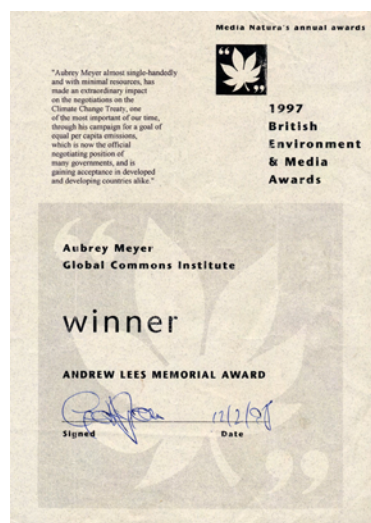 Media Natura's annual awards
"Aubrey Meyer almost single-handedly
and with minimal resources, has
made an extraordinary impact
on the negotiations on the
Climate Change Treaty, one
of the most important of our time,
through his campaign for a goal of
equal per capita emissions,
which is now the official
negotiating position of
many governments, and is
gaining acceptance in developed
and developing countries alike."
1997
British
Environment
& Media
Awards
Aubrey Meyer
Global Commons Institute
winner
ANDREW LEES MEMORIAL AWARD
12/2/98
Signed Date